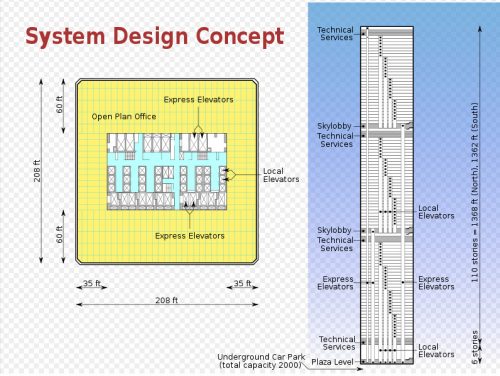 System Design Concept
60 ft
208 ft
60 ft
Express Elevators
Open Plan Office
Local
Elevators
Express Elevators
35 ft
35 ft
208 ft
Technical
Services
Skylobby
Technical
Services
Local
Elevators
Skylobby
Technical
Services
Express
Elevators
Express
Elevators
Technical
Services
Local
Elevators
Plaza Level
Underground Car Park
(total capacity 2000)
110 stories = 1368 ft (North), 1362 ft (South)
6 stories